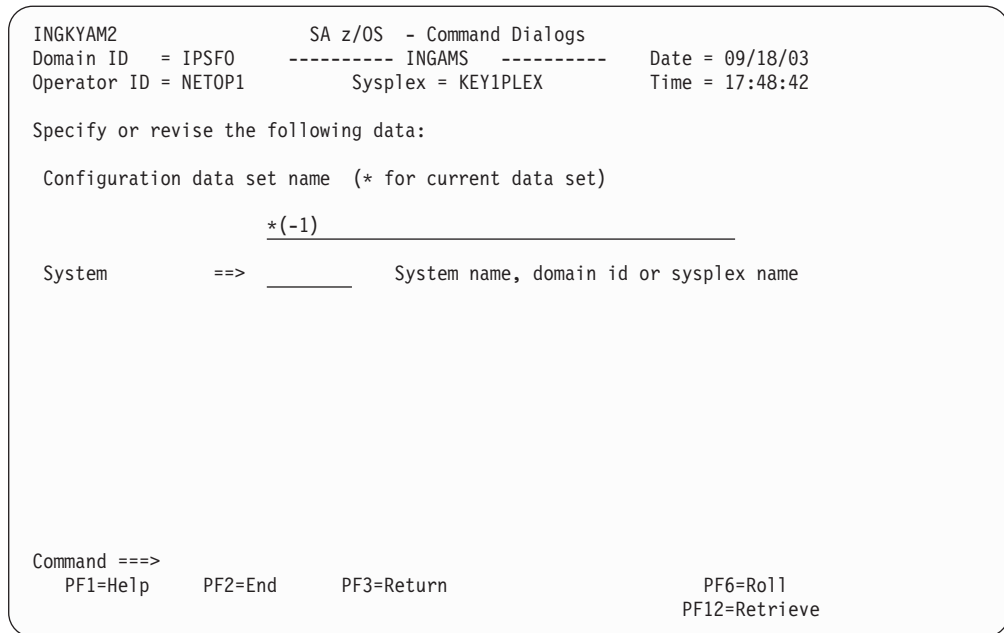 INGKYAM2 SA z/OS - Command Dialogs
Domain ID = IPSFO ---------- INGAMS ---------- Date = 09/18/03
Operator ID = NETOP1 Sysplex = KEY1PLEX Time = 17:48:42
Specify or revise the following data:
Configuration data set name (* for current data set)
*(-1)
System ==> _______ System name, domain id or sysplex name
Command ===>
PF1=Help PF2=End PF3=Return PF6=Roll
PF12=Retrieve